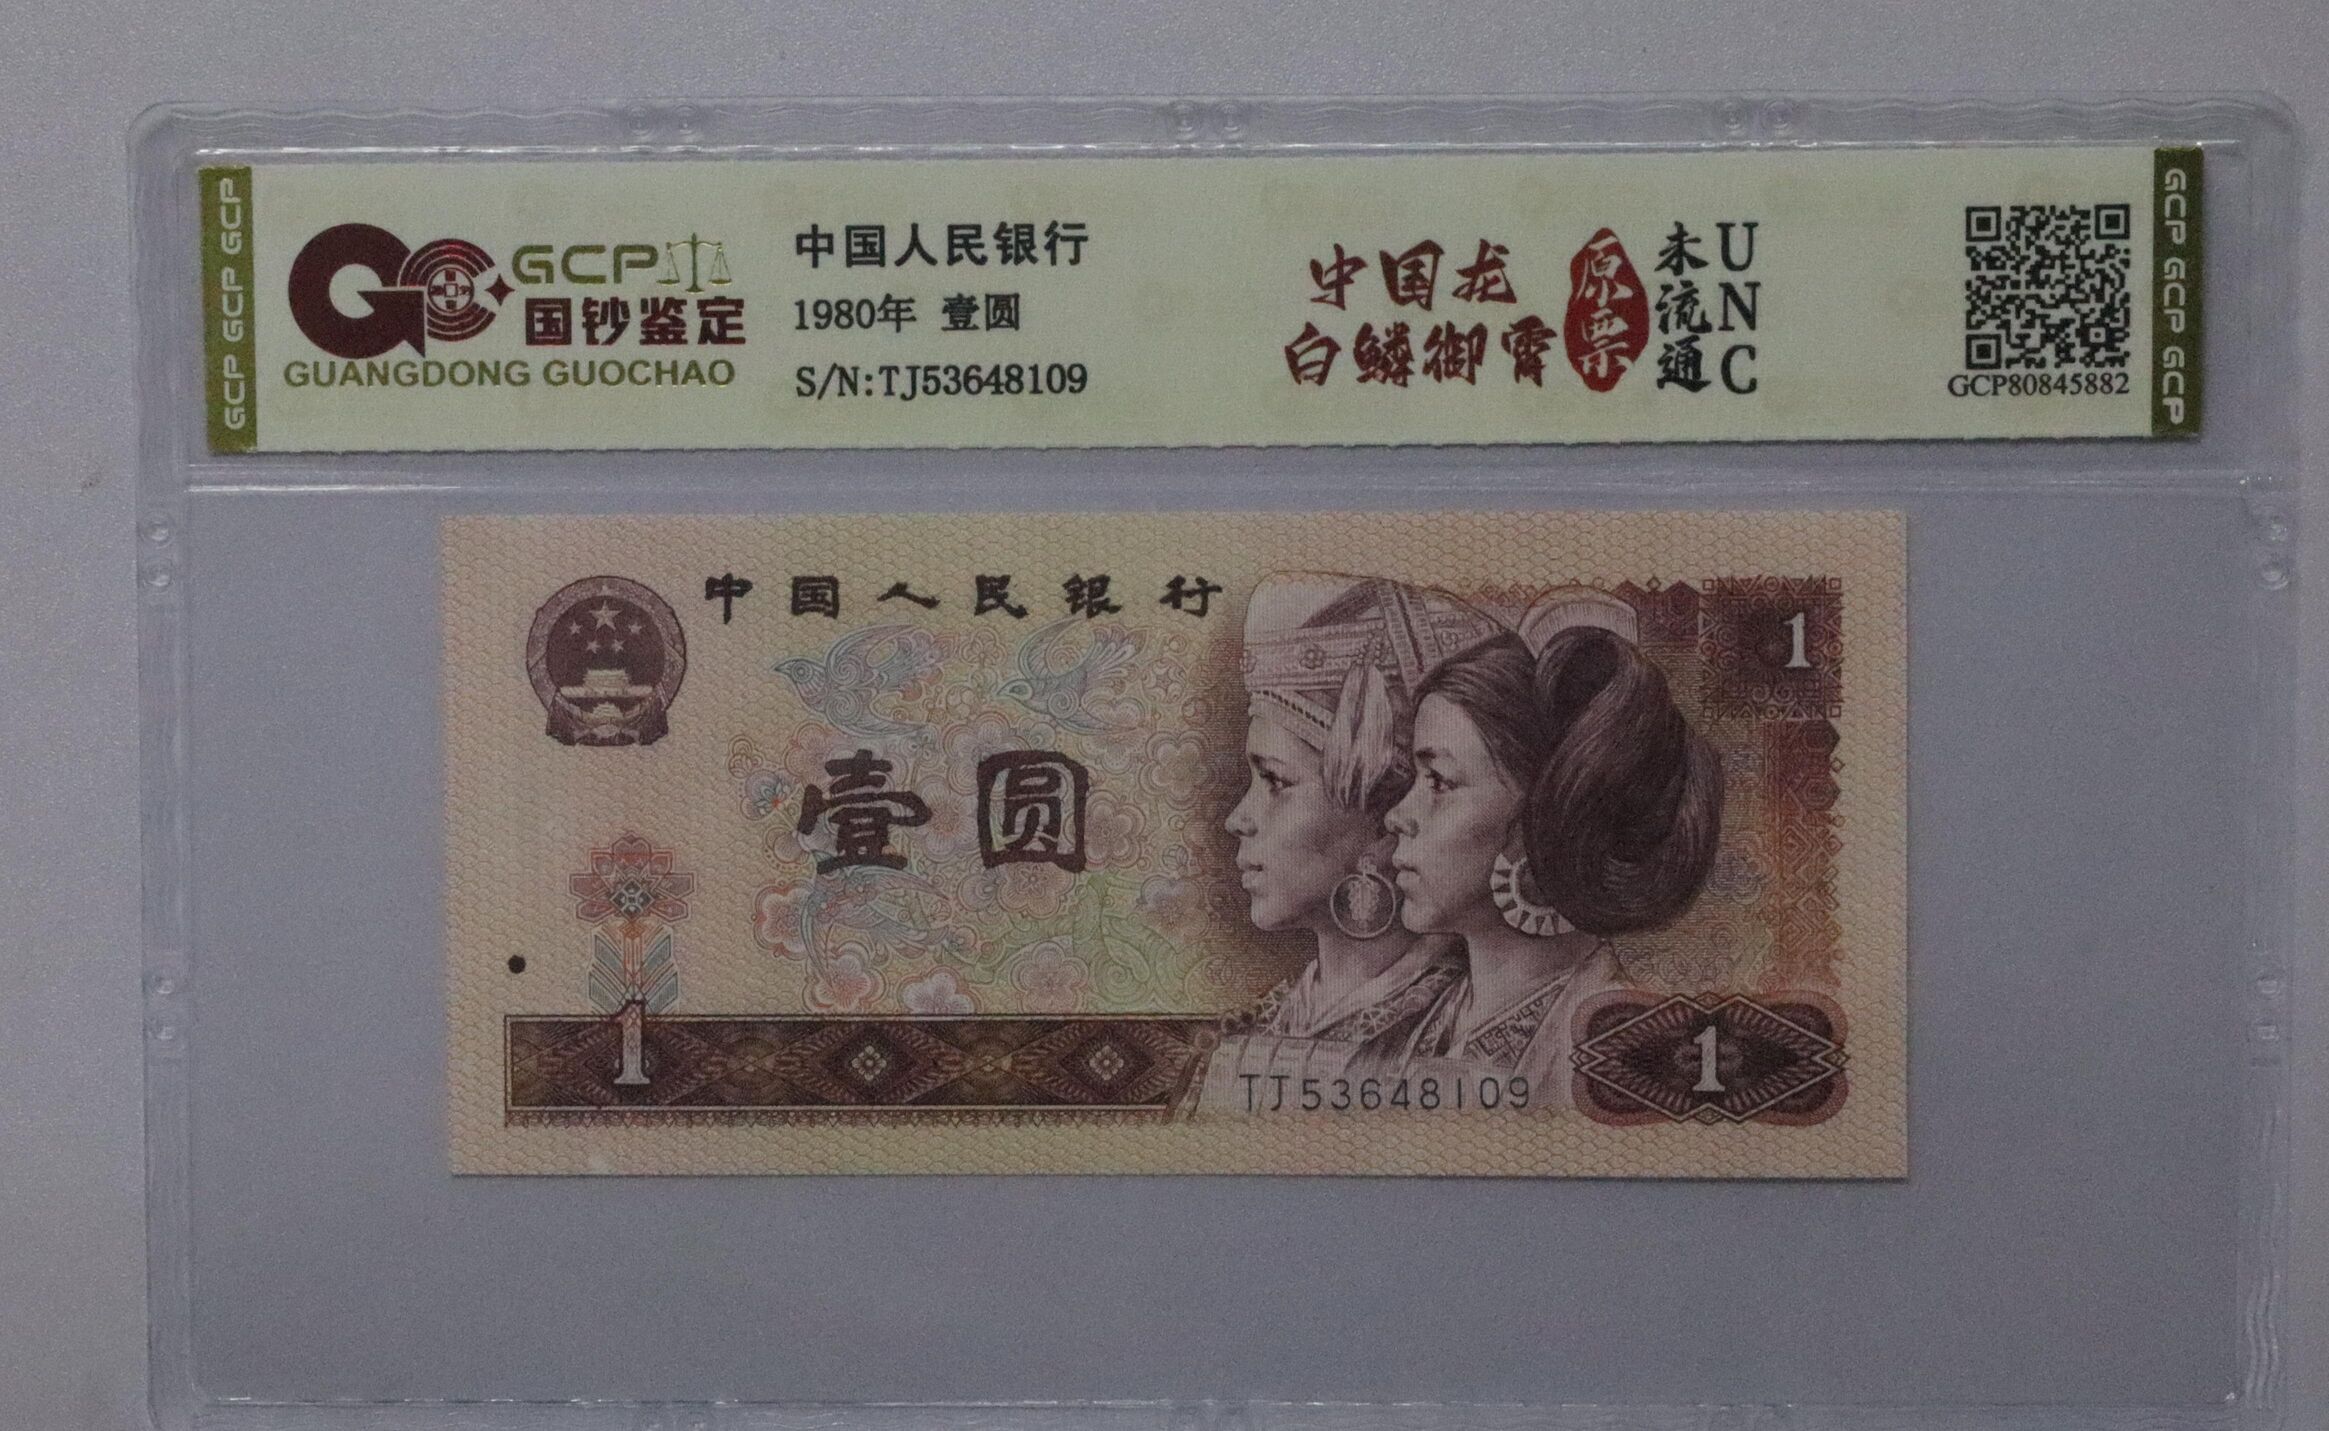 GCP GCP GCP
GCP
国钞鉴定
GUANGDONG GUOCHAO
中国人民银行
1980年 壹圆
S/N:TJ53648109
中国龙
白鳞御霄
原票
未流通
UNC
GCP80845882
GCP GCP GCP
中国人民银行
1
壹圆
1
1
TJ53648109